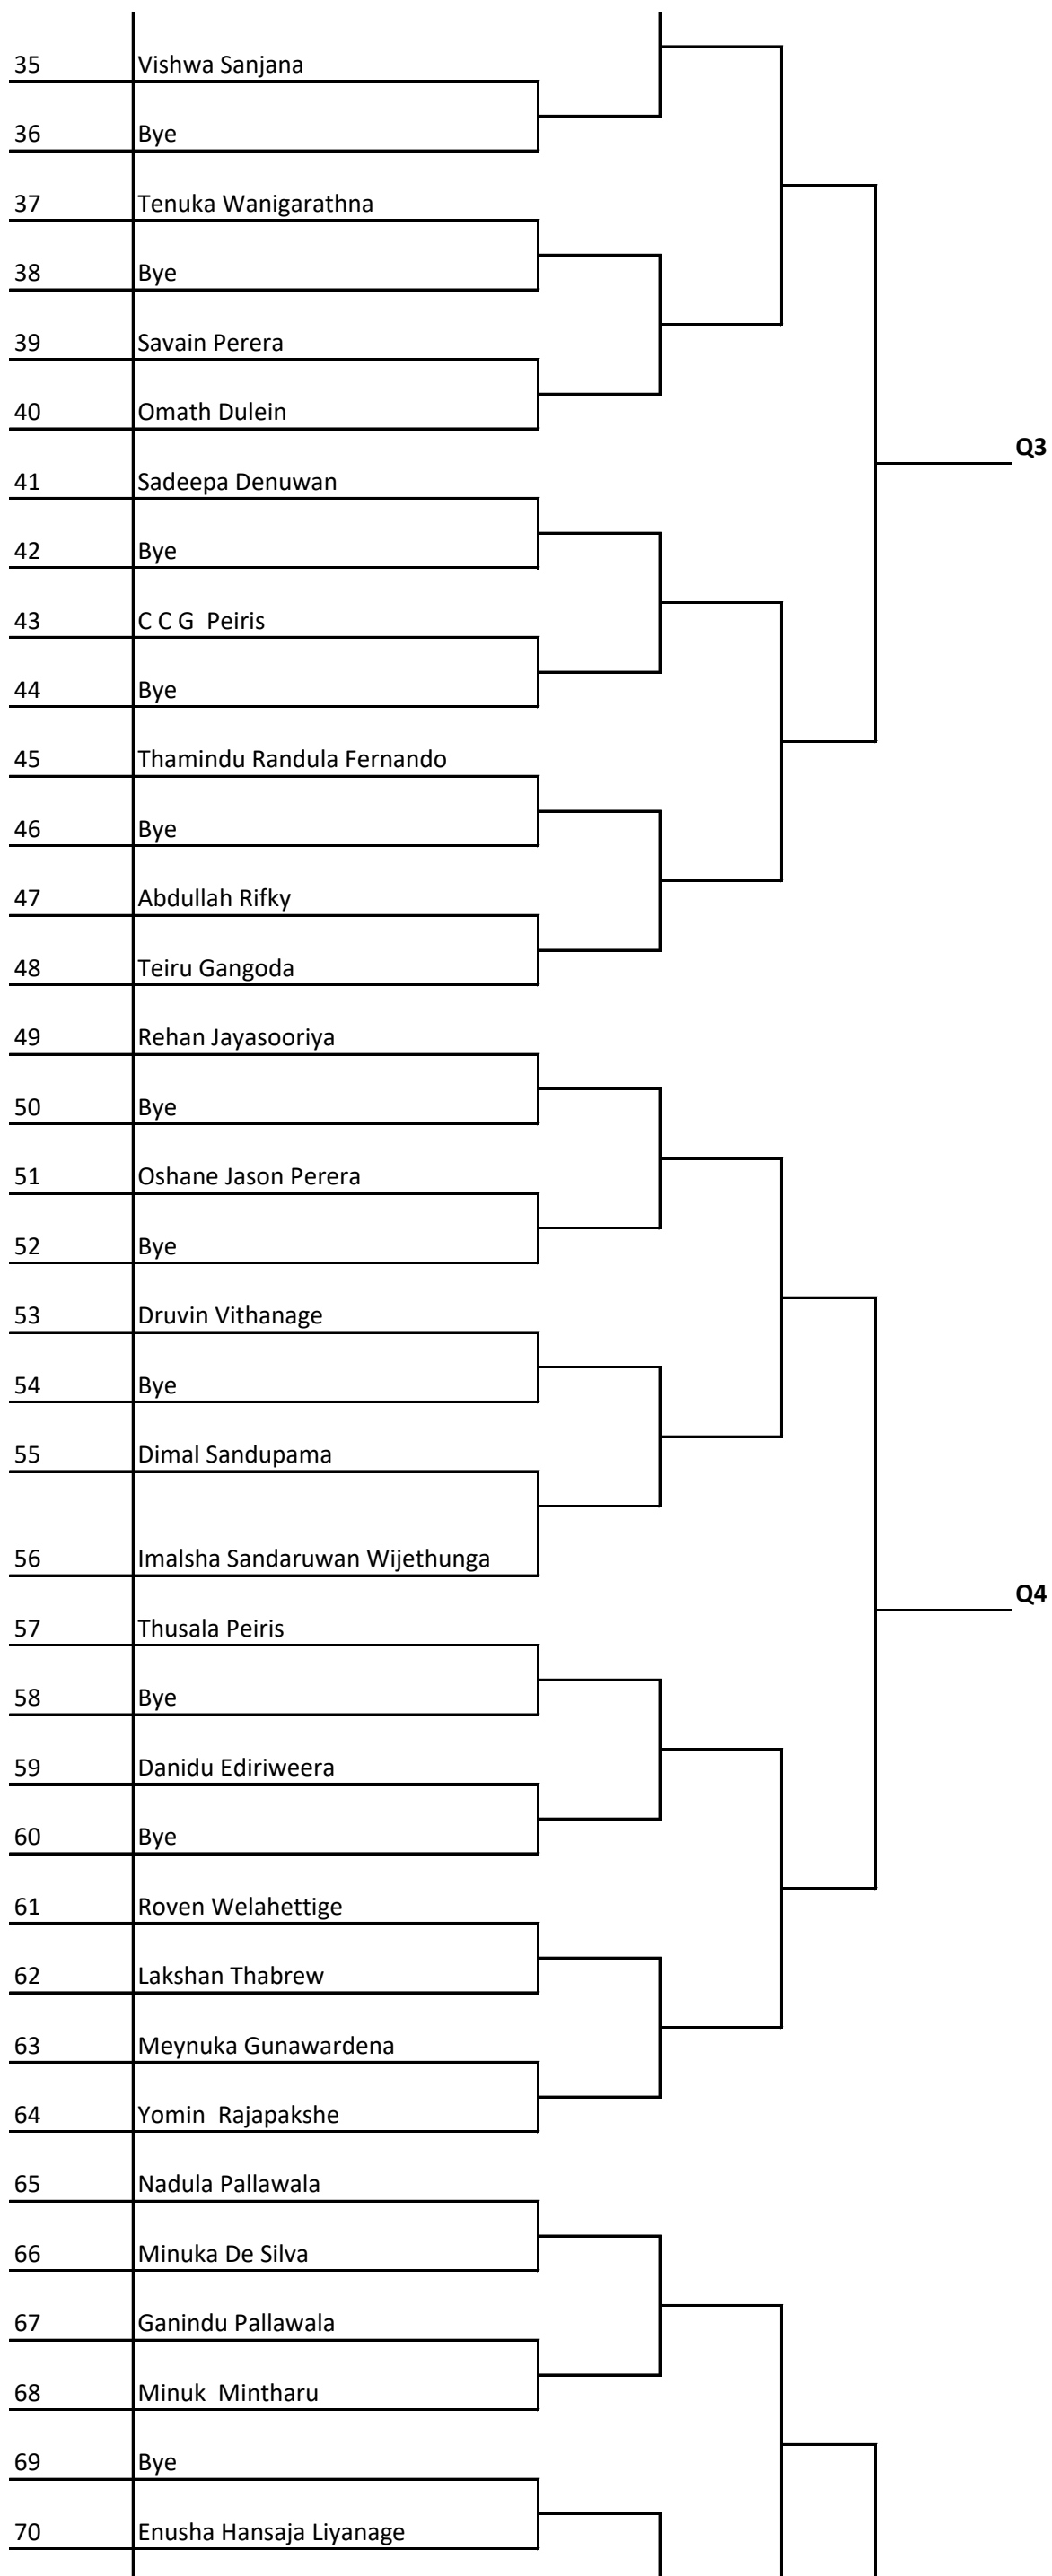 35 Vishwa Sanjana
36 Bye
37 Tenuka Wanigarathna
38 Bye
39 Savain Perera
40 Omath Dulein
Q3
41 Sadeepa Denuwan
42 Bye
43 C C G  Peiris
44 Bye
45 Thamindu Randula Fernando
46 Bye
47 Abdullah Rifky
48 Teiru Gangoda
49 Rehan Jayasooriya
50 Bye
51 Oshane Jason Perera
52 Bye
53 Druvin Vithanage
54 Bye
55 Dimal Sandupama
56 Imalsha Sandaruwan Wijethunga
Q4
57 Thusala Peiris
58 Bye
59 Danidu Ediriweera
60 Bye
61 Roven Welahettige
62 Lakshan Thabrew
63 Meynuka Gunawardena
64 Yomin  Rajapakshe
65 Nadula Pallawala
66 Minuka De Silva
67 Ganindu Pallawala
68 Minuk  Mintharu
69 Bye
70 Enusha Hansaja Liyanage